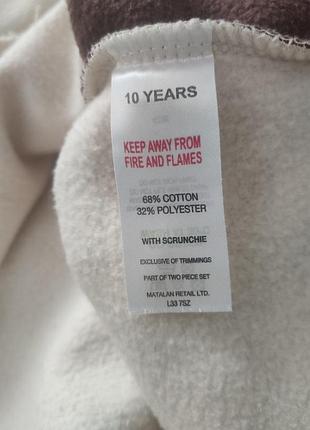 10 YEARS
KEEP AWAY FROM
FIRE AND FLAMES
68% COTTON
32% POLYESTER
WITH SCRUNCHIE
EXCLUSIVE OF TRIMMINGS
PART OF TWO PIECE SET
MATALAN RETAIL LTD.
L33 7SZ